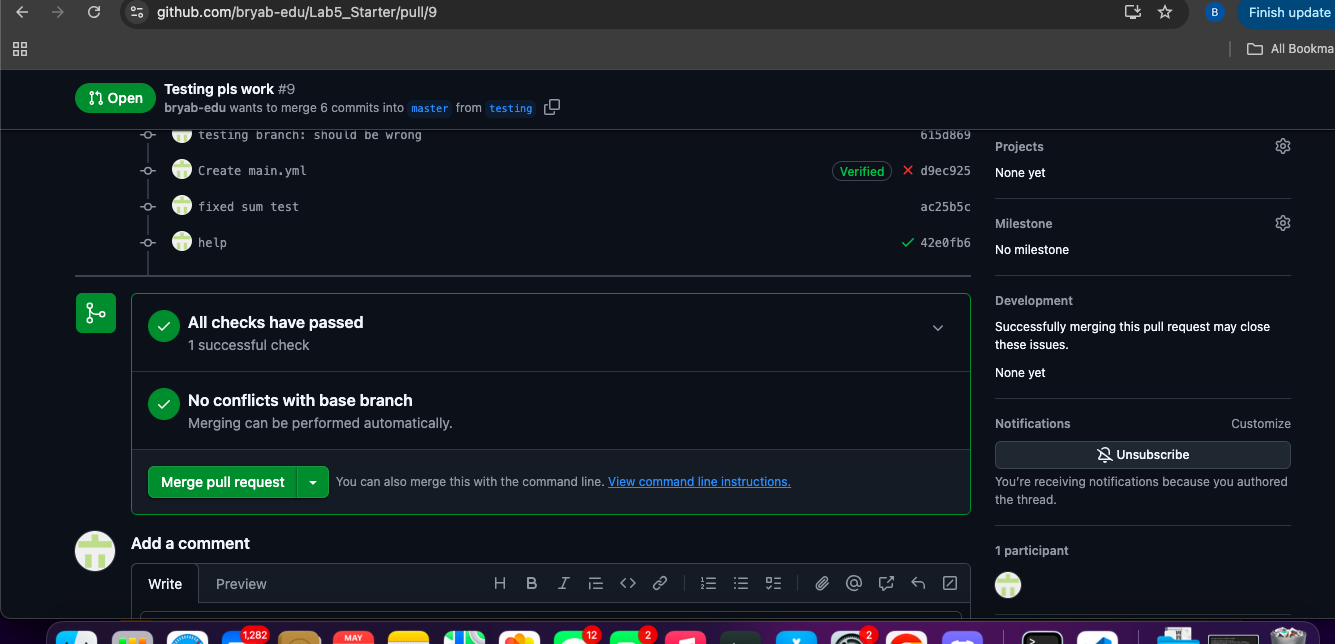 github.com/bryab-edu/Lab5_Starter/pull/9
B
Finish update
All Bookma
Open
Testing pls work #9
bryab-edu wants to merge 6 commits into master from testing
testing branch: should be wrong
615d869
Create main.yml
Verified
d9ec925
fixed sum test
ac25b5c
help
42e0fb6
All checks have passed
1 successful check
No conflicts with base branch
Merging can be performed automatically.
Merge pull request
You can also merge this with the command line. View command line instructions.
Add a comment
Write
Preview
Projects
None yet
Milestone
No milestone
Development
Successfully merging this pull request may close
these issues.
None yet
Notifications
Customize
Unsubscribe
You're receiving notifications because you authored
the thread.
1 participant
1,282
MAY
12
2
2